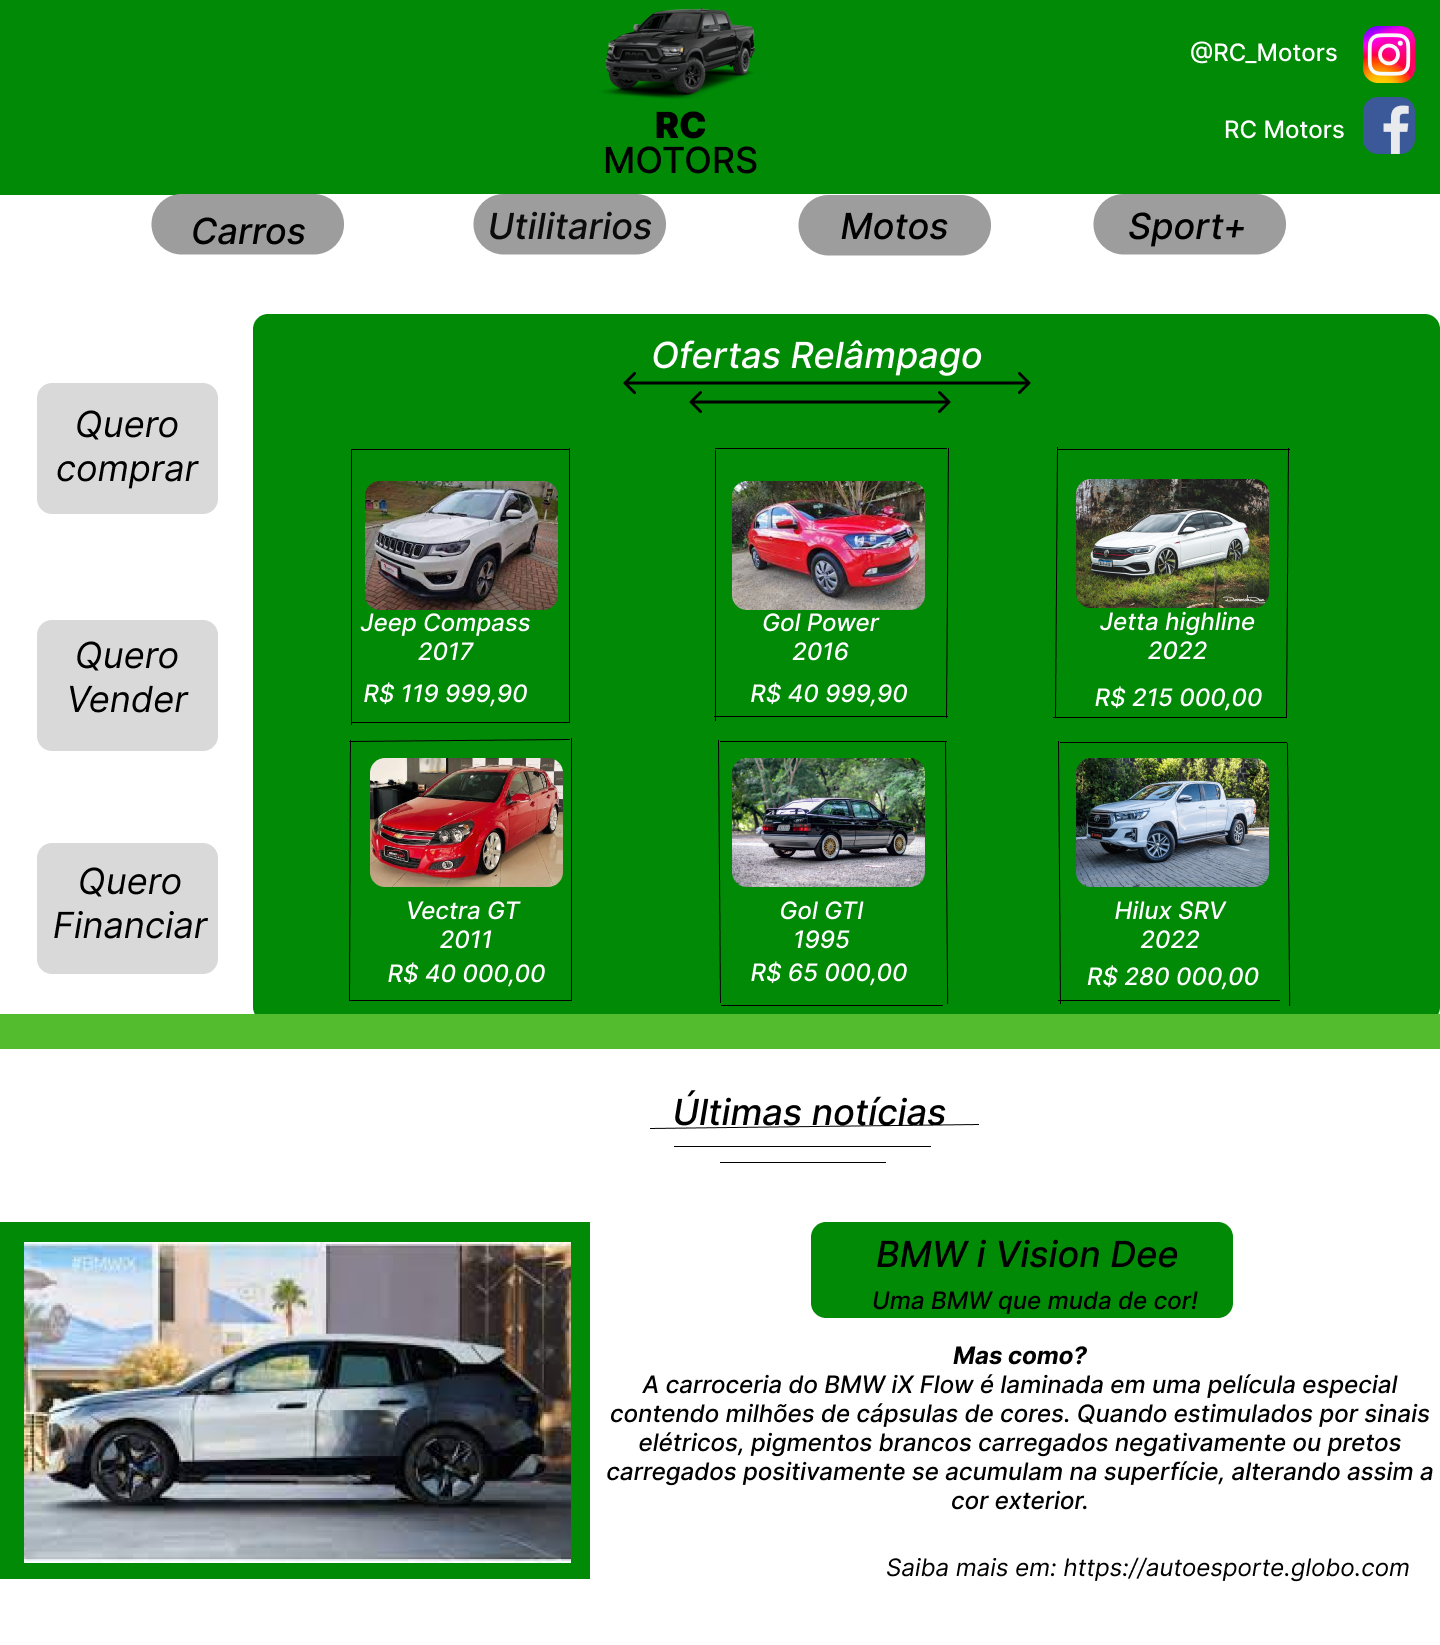 @RC_Motors
RC Motors
RC
MOTORS
Carros
Utilitarios
Motos
Sport+
Ofertas Relâmpago
Quero
comprar
Quero
Vender
Quero
Financiar
Jeep Compass
2017
R$ 119 999,90
Gol Power
2016
R$ 40 999,90
Jetta highline
2022
R$ 215 000,00
Vectra GT
2011
R$ 40 000,00
Gol GTI
1995
R$ 65 000,00
Hilux SRV
2022
R$ 280 000,00
Últimas notícias
#BMWiX
BMW i Vision Dee
Uma BMW que muda de cor!
Mas como?
A carroceria do BMW iX Flow é laminada em uma película especial
contendo milhões de cápsulas de cores. Quando estimulados por sinais
elétricos, pigmentos brancos carregados negativamente ou pretos
carregados positivamente se acumulam na superfície, alterando assim a
cor exterior.
Saiba mais em: https://autoesporte.globo.com